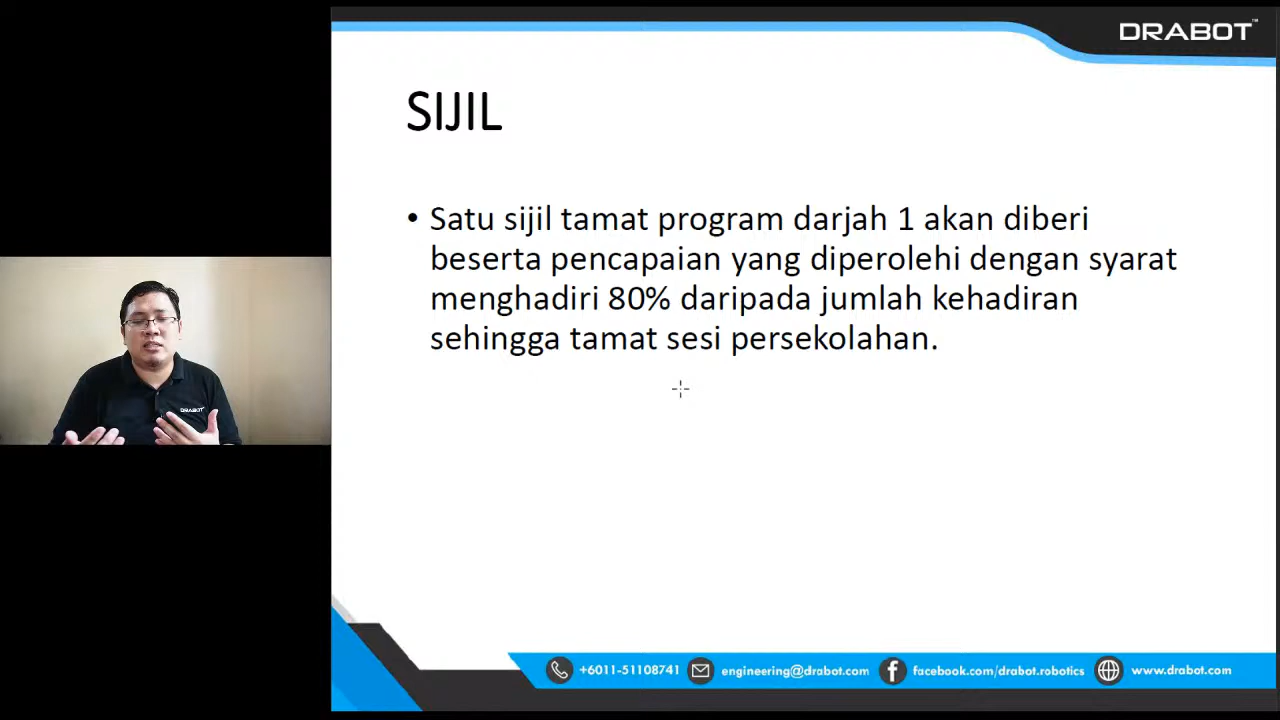 DRABOT™
SIJIL
• Satu sijil tamat program darjah 1 akan diberi
beserta pencapaian yang diperolehi dengan syarat
menghadiri 80% daripada jumlah kehadiran
sehingga tamat sesi persekolahan.
DRABOT
+6011-51108741 engineering@drabot.com facebook.com/drabot.robotics www.drabot.com